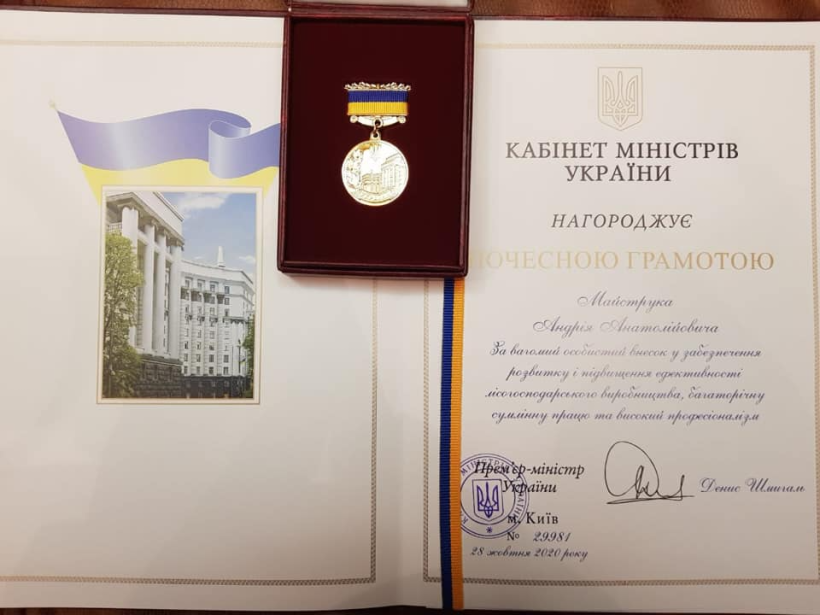 КАБІНЕТ МІНІСТРІВ
УКРАЇНИ
НАГОРОДЖУЄ
ПОЧЕСНОЮ ГРАМОТОЮ
Майструка
Андрія Анатолійовича
За вагомий особистий внесок у забезпечення
розвитку і підвищення ефективності
лісогосподарського виробництва, багаторічну
сумлінну працю та високий професіоналізм
Прем'єр-міністр
України
Денис Шмигаль
м. Київ
№ 29981
28 жовтня 2020 року